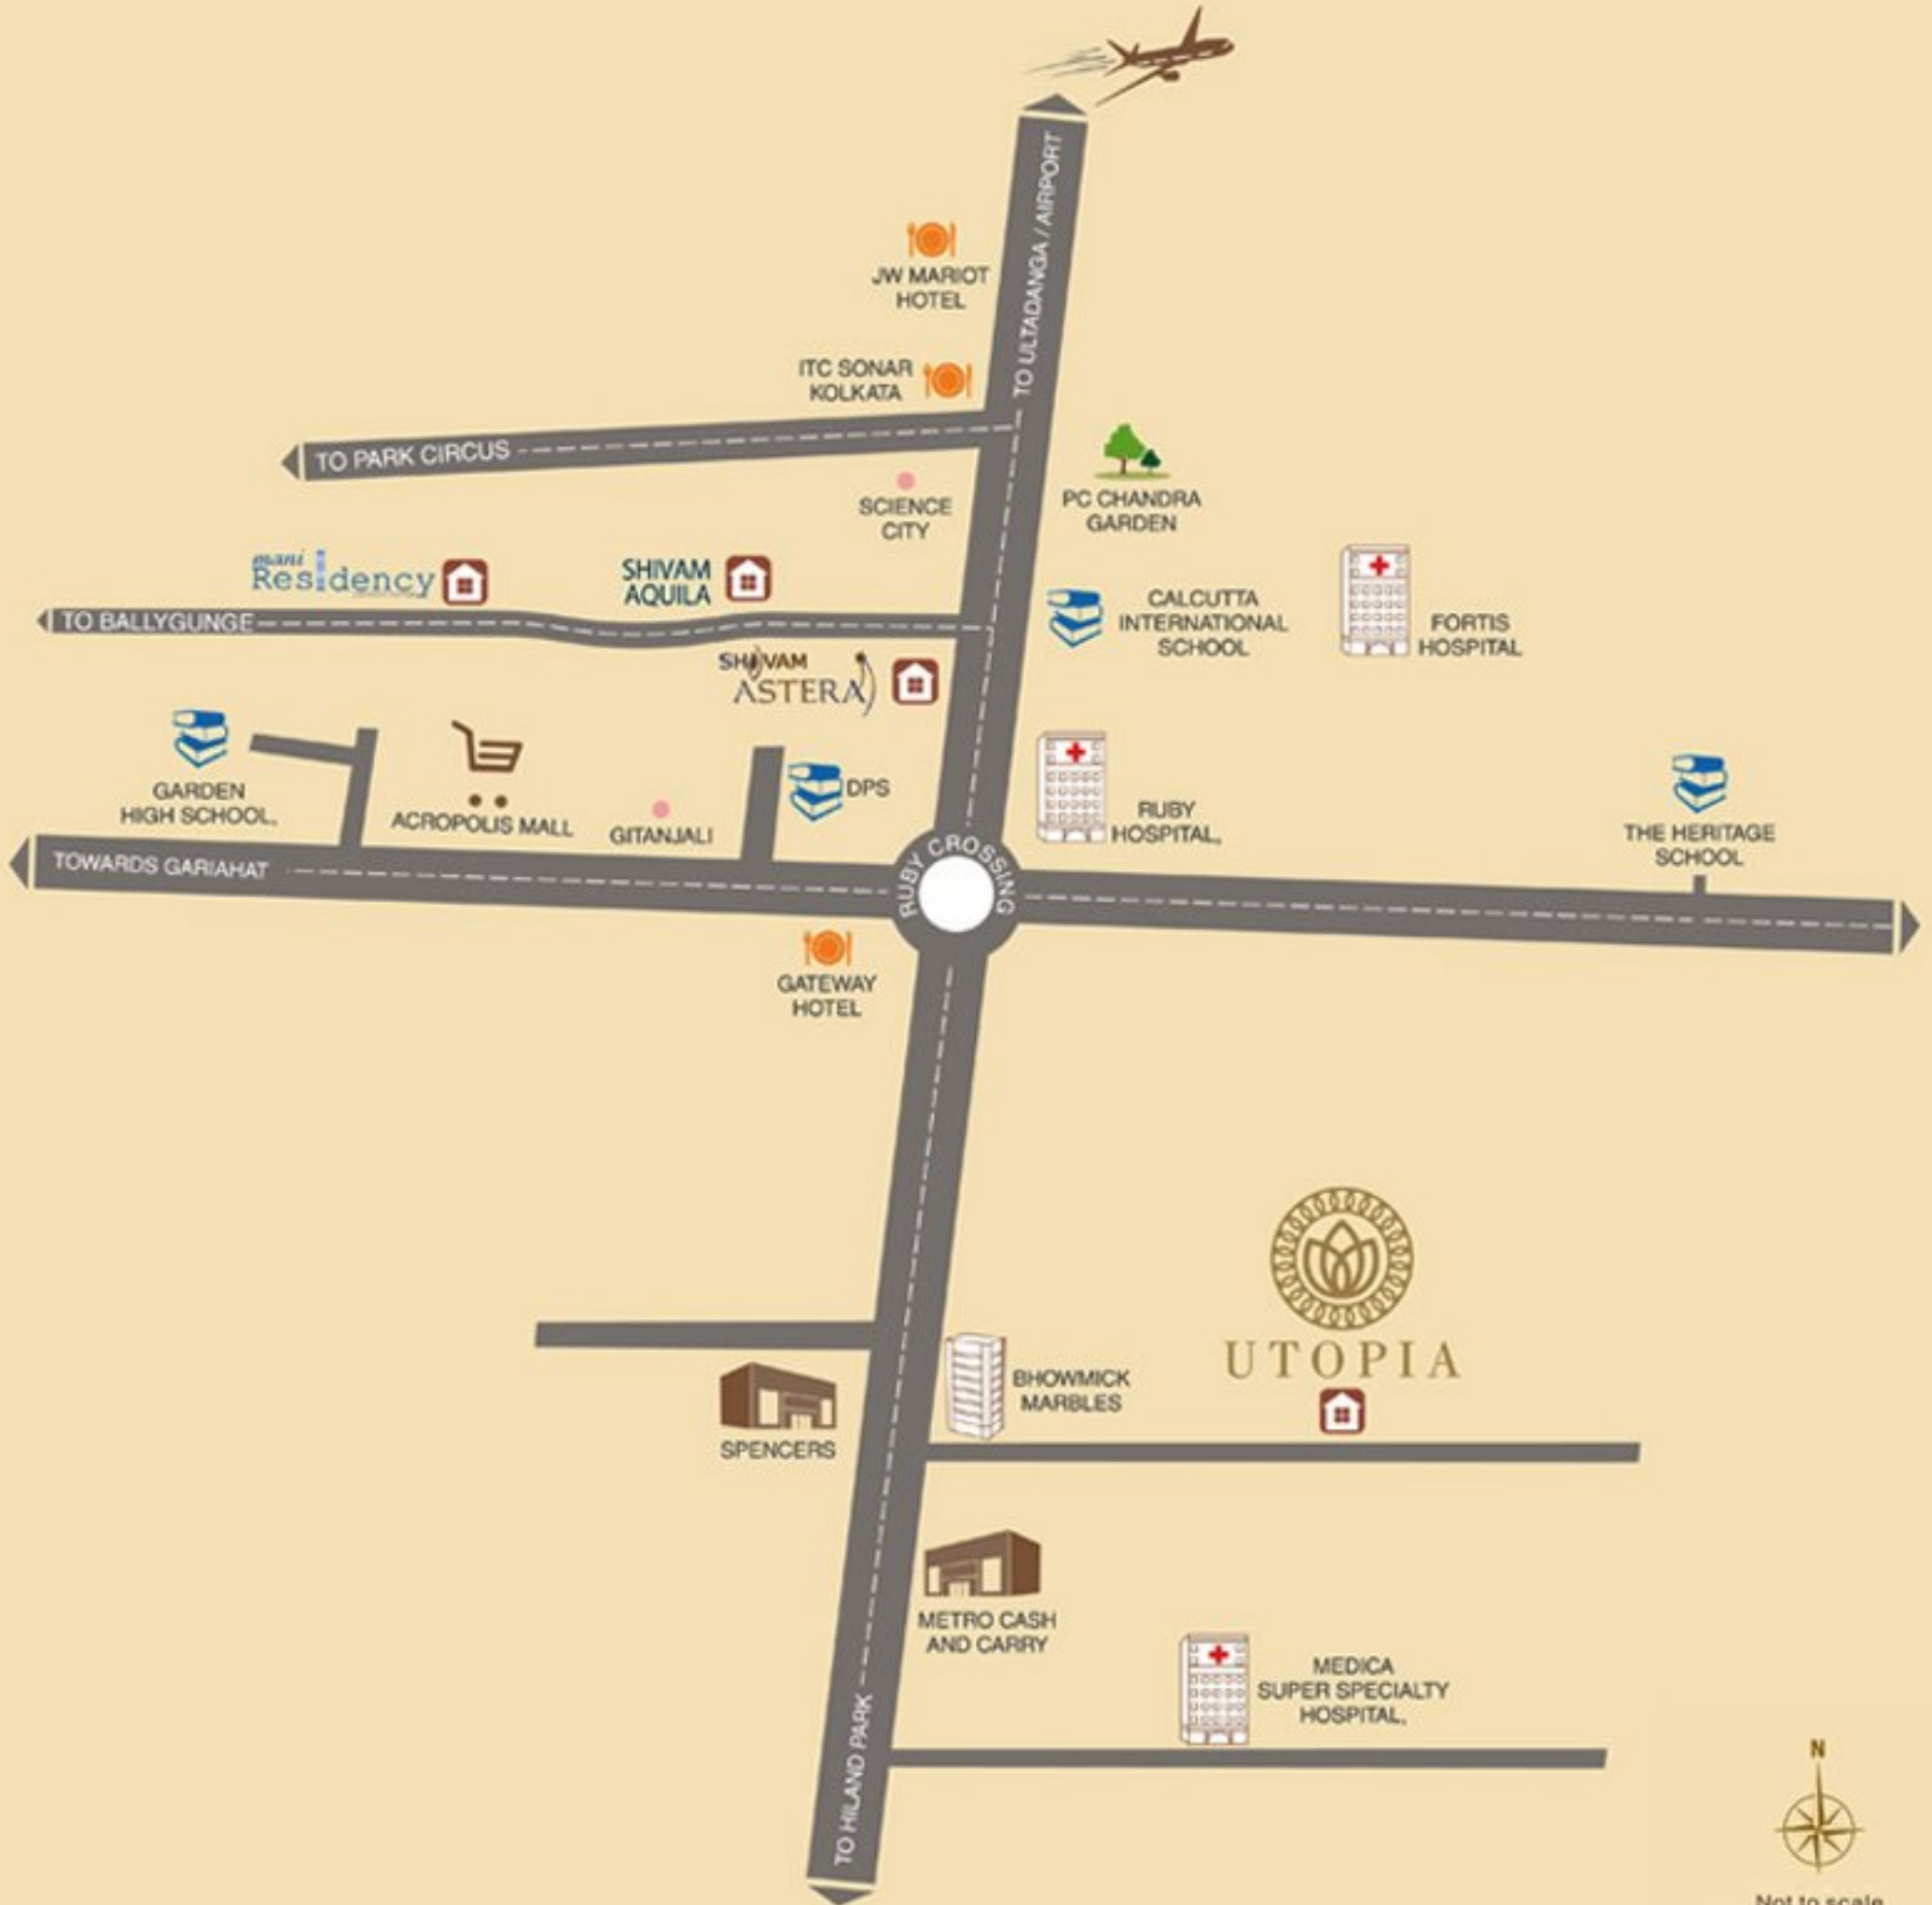 TO ULTADANGA / AIRPORT
JW MARIOT
HOTEL
ITC SONAR
KOLKATA
TO PARK CIRCUS
SCIENCE
CITY
PC CHANDRA
GARDEN
mani
Residency
SHIVAM
AQUILA
CALCUTTA
INTERNATIONAL
SCHOOL
FORTIS
HOSPITAL
TO BALLYGUNGE
SHIVAM
ASTERA
GARDEN
HIGH SCHOOL,
ACROPOLIS MALL
GITANJALI
DPS
RUBY
HOSPITAL,
THE HERITAGE
SCHOOL
TOWARDS GARIAHAT
RUBY CROSSING
GATEWAY
HOTEL
UTOPIA
BHOWMICK
MARBLES
SPENCERS
METRO CASH
AND CARRY
MEDICA
SUPER SPECIALTY
HOSPITAL,
TO HILAND PARK
N
Not to scale